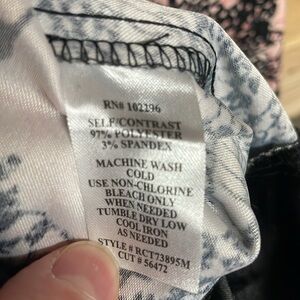 RN# 102296
SELF/CONTRAST
97% POLYESTER
3% SPANDEX
MACHINE WASH
COLD
USE NON-CHLORINE
BLEACH ONLY
WHEN NEEDED
TUMBLE DRY LOW
COOL IRON
AS NEEDED
STYLE # RCT73895M
CUT # 56472